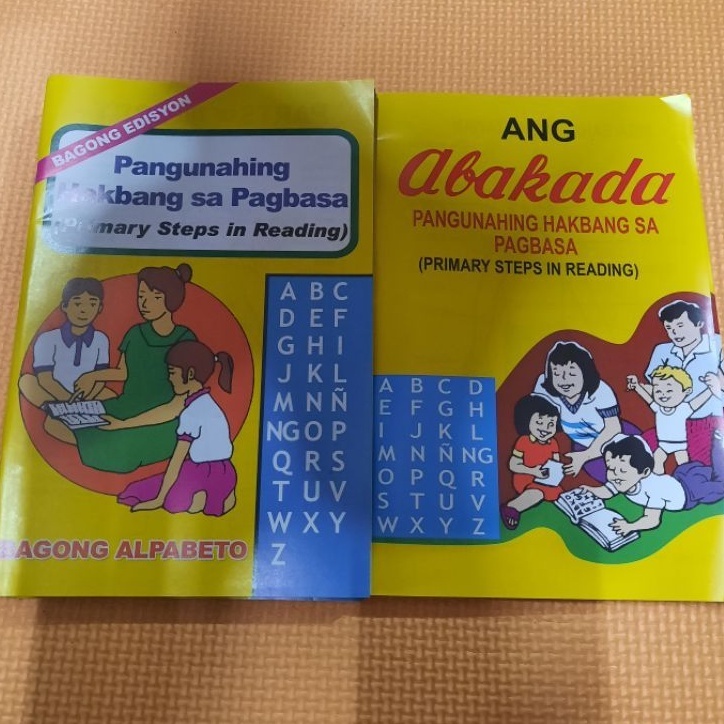 BAGONG EDISYON
Pangunahing
Hakbang sa Pagbasa
(Primary Steps in Reading)
A B C
D E F
G H I
J K L
M N Ñ
NG O P
Q R S
T U V
W X Y
Z
BAGONG ALPABETO
ANG
Abakada
PANGUNAHING HAKBANG SA
PAGBASA
(PRIMARY STEPS IN READING)
A B C D
E F G H
I J K L
M N Ñ NG
O P Q R
S T U V
W X Y Z